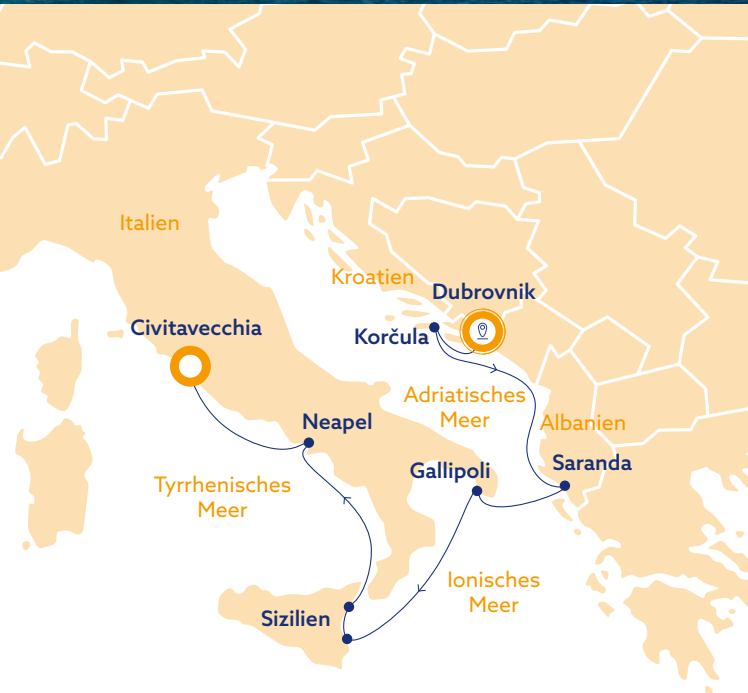 Italien
Kroatien
Dubrovnik
Civitavecchia
Korčula
Adriatisches
Meer
Neapel
Albanien
Gallipoli
Saranda
Tyrrhenisches
Meer
Ionisches
Meer
Sizilien